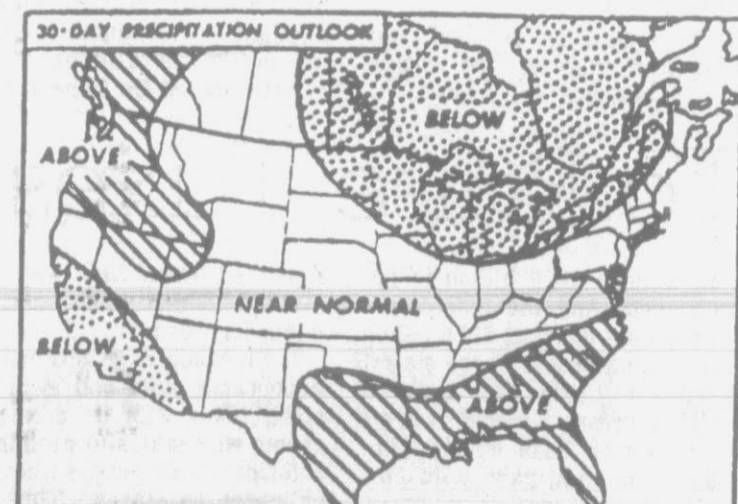 30-DAY PRECIPITATION OUTLOOK
BELOW
ABOVE
NEAR NORMAL
BELOW
ABOVE